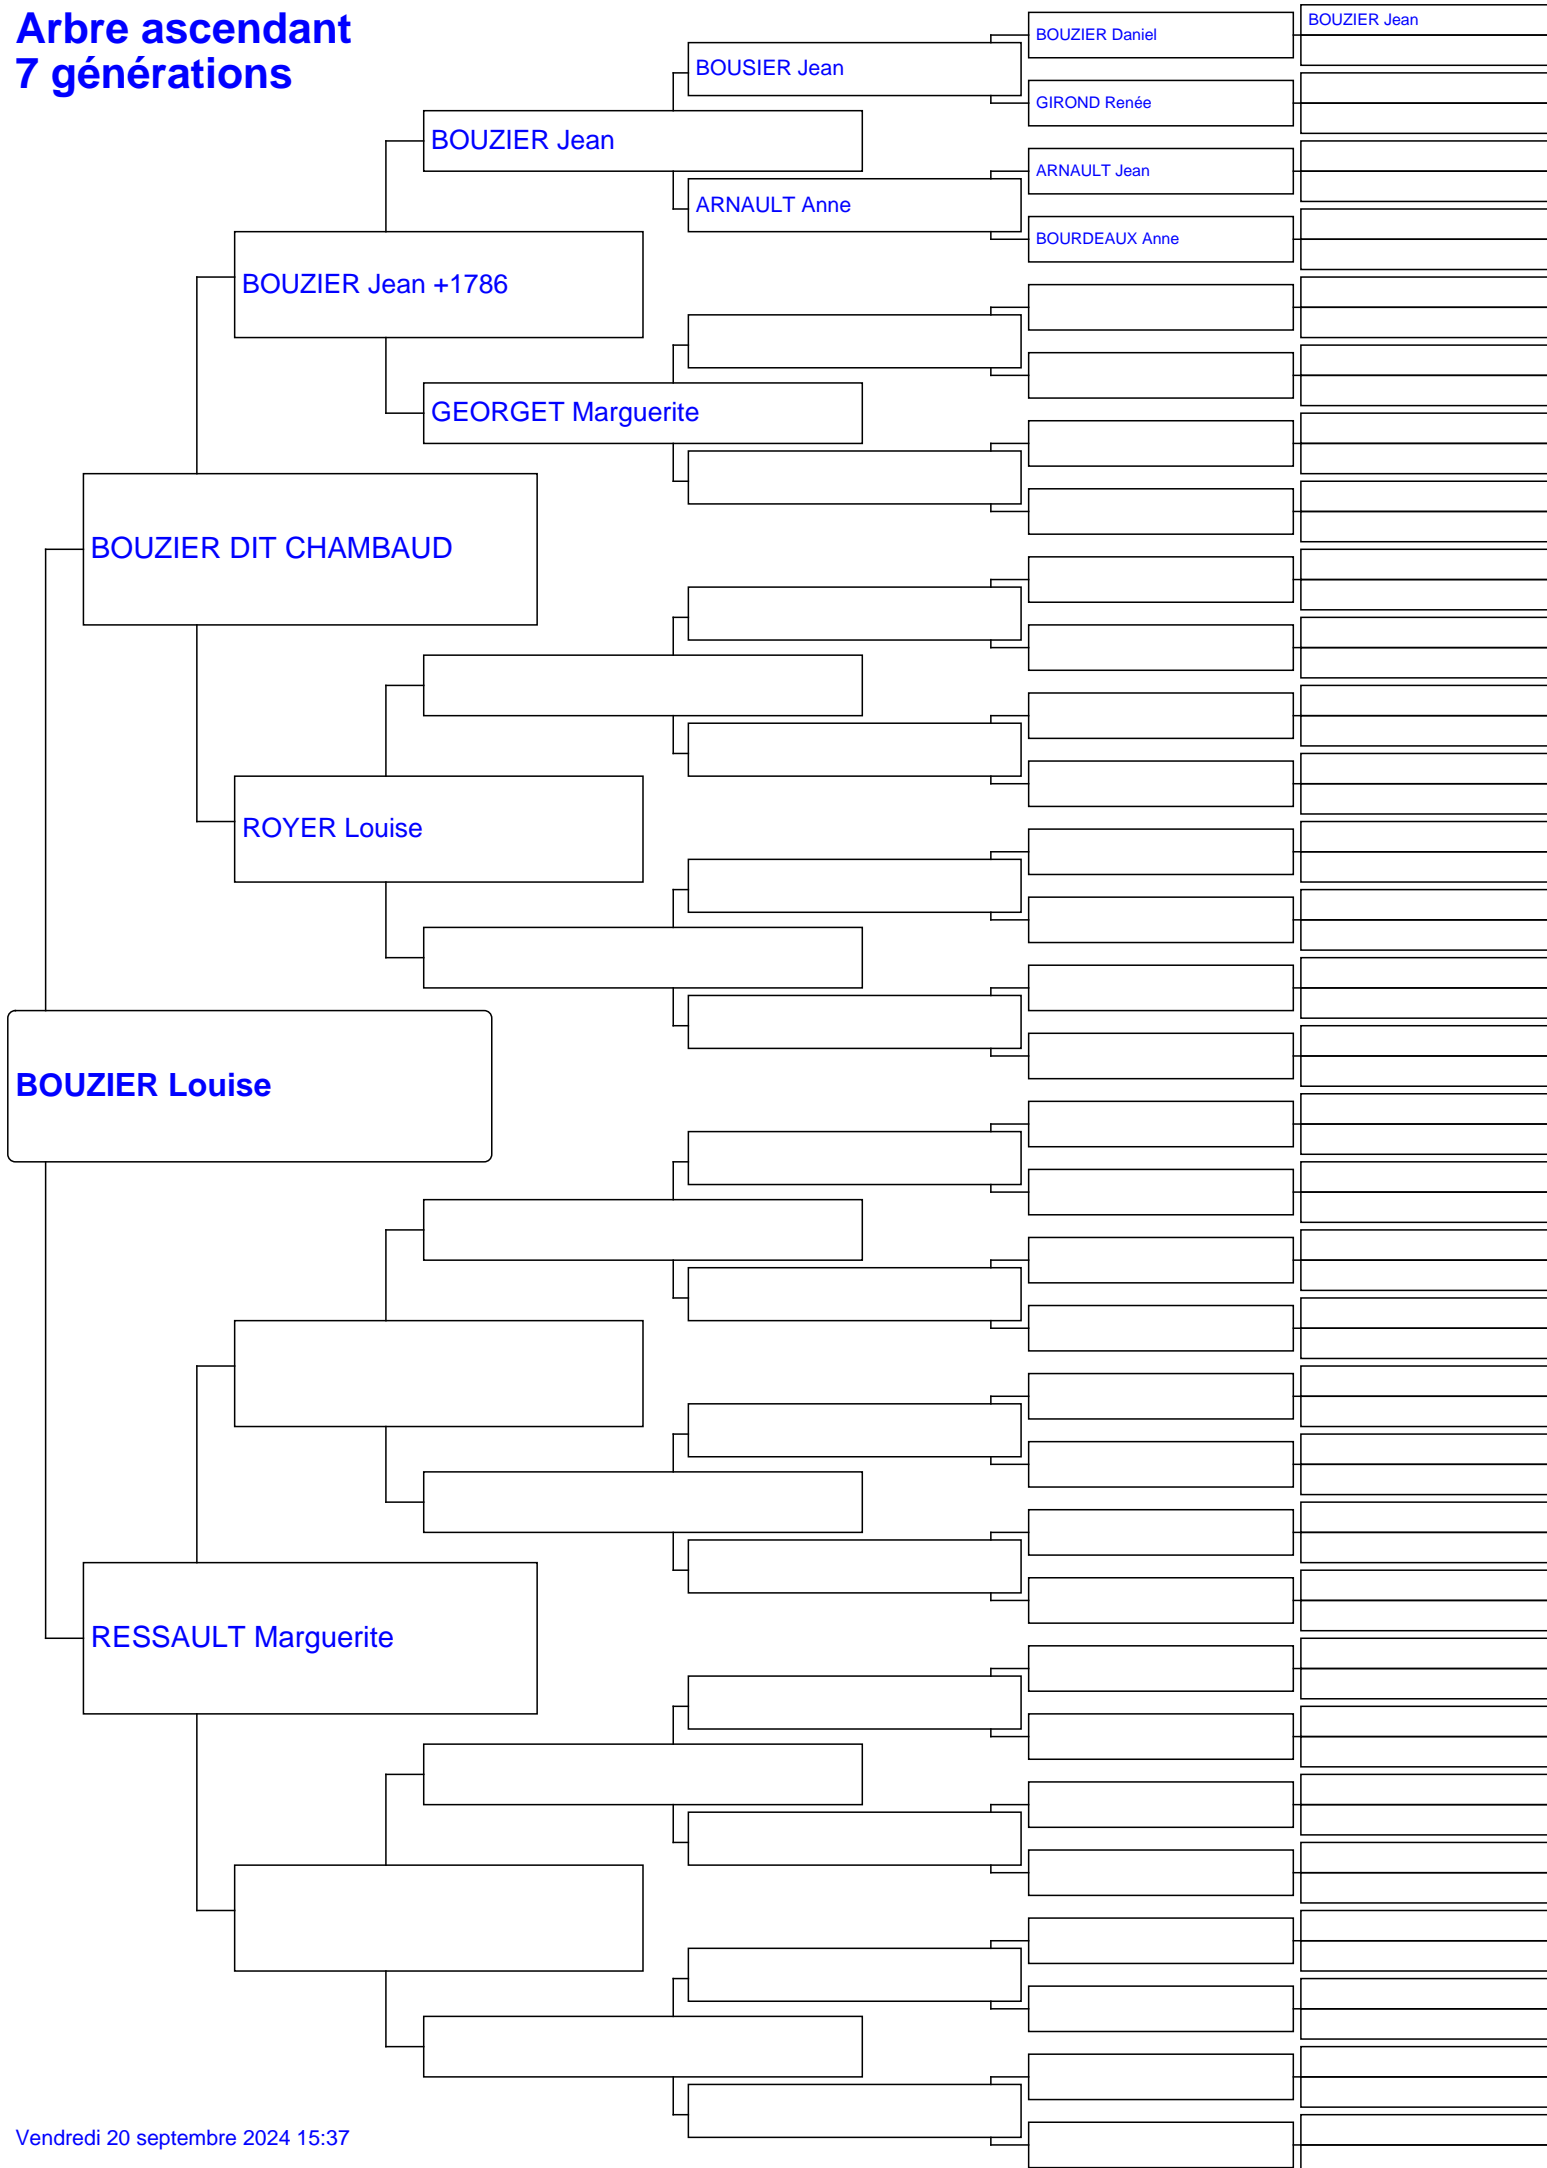 Arbre ascendant
7 générations
BOUZIER Jean
BOUZIER Daniel
BOUSIER Jean
GIROND Renée
BOUZIER Jean
ARNAULT Jean
ARNAULT Anne
BOURDEAUX Anne
BOUZIER Jean +1786
GEORGET Marguerite
BOUZIER DIT CHAMBAUD
ROYER Louise
BOUZIER Louise
RESSAULT Marguerite
Vendredi 20 septembre 2024 15:37